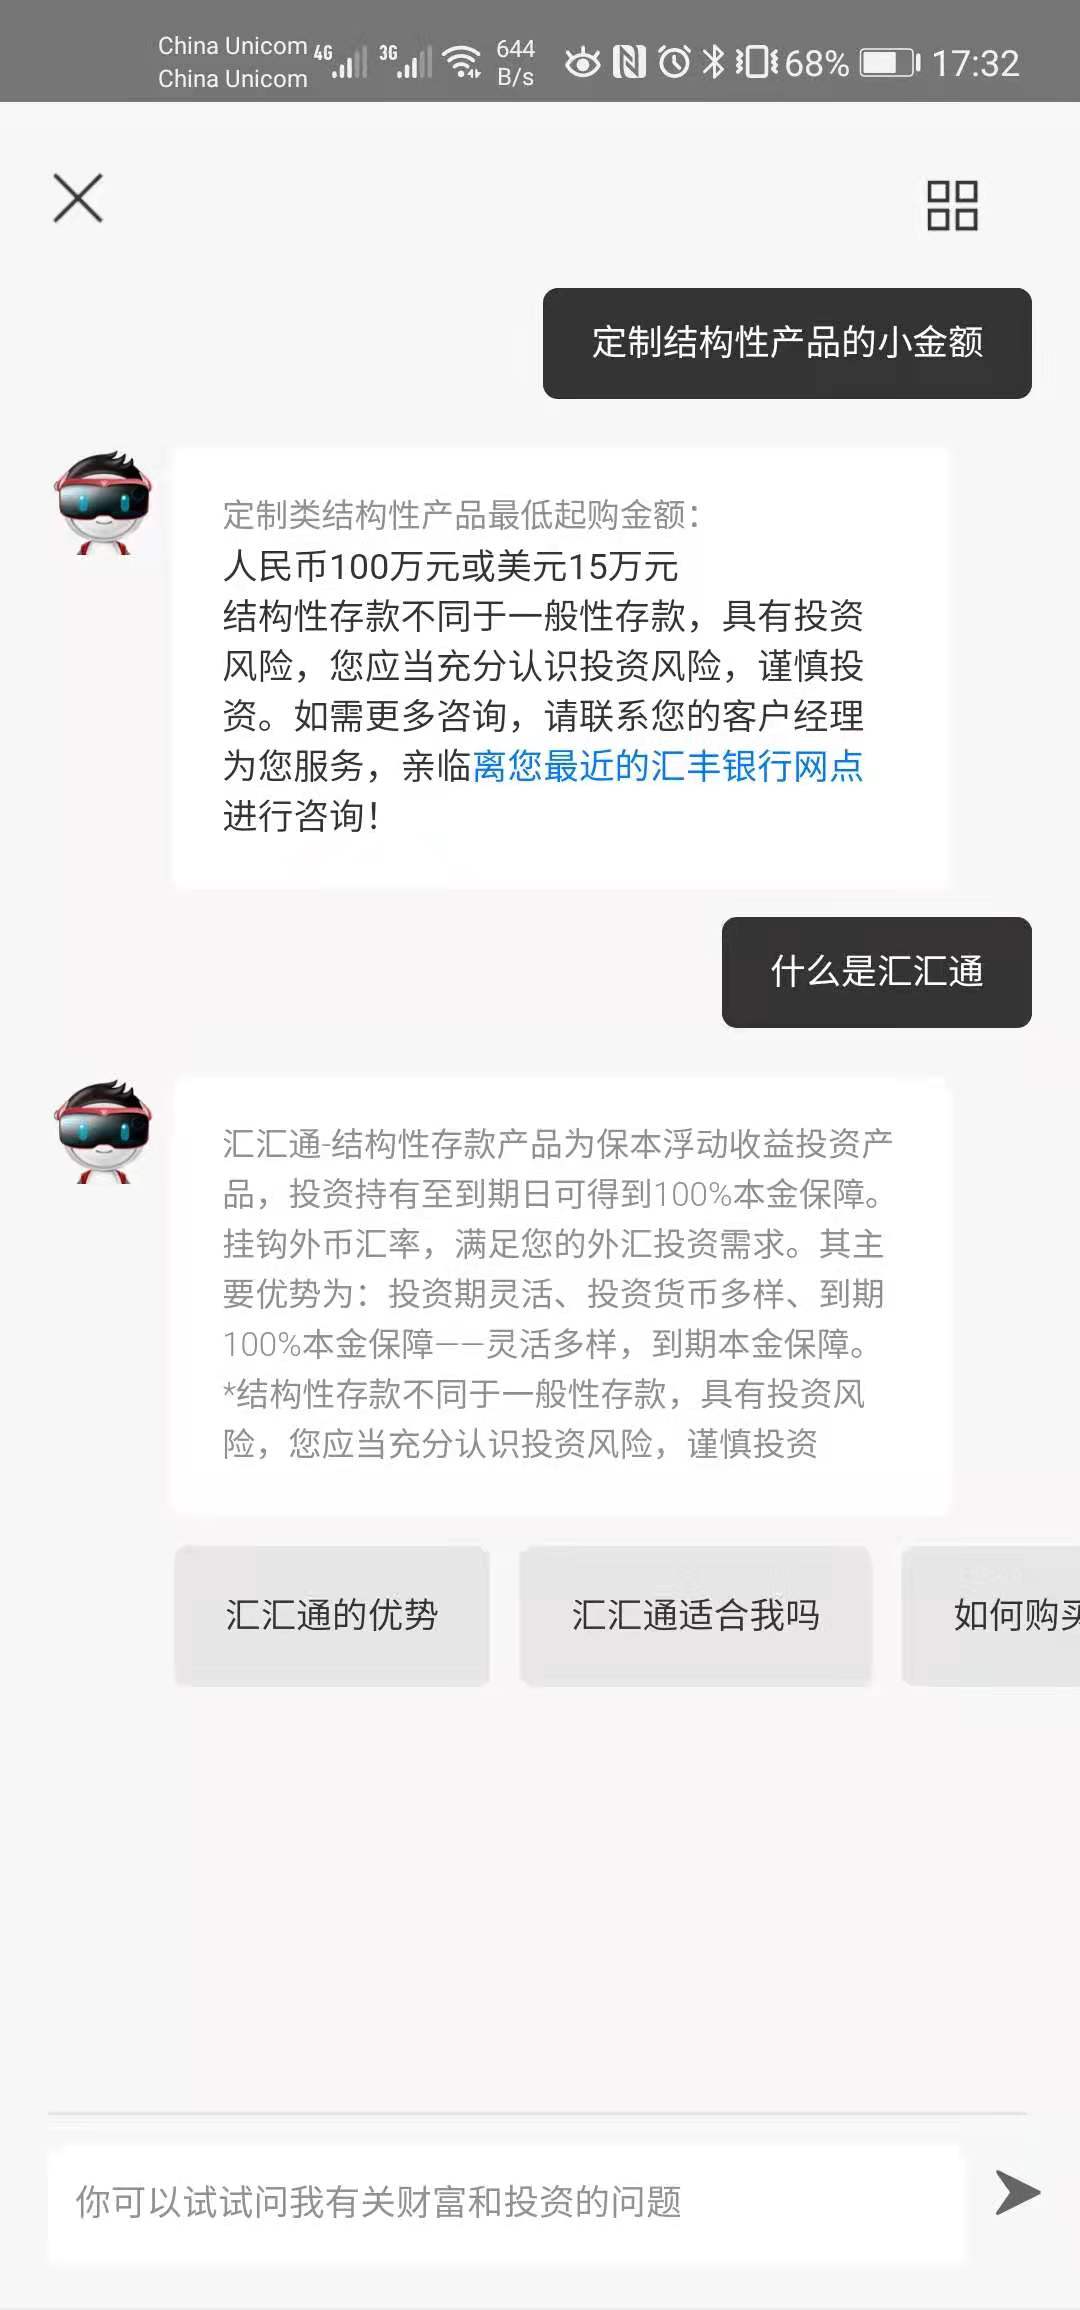 China Unicom 4G 3G 644 68% 17:32
China Unicom B/s
定制结构性产品的小金额
定制类结构性产品最低起购金额：
人民币100万元或美元15万元
结构性存款不同于一般性存款，具有投资
风险，您应当充分认识投资风险，谨慎投
资。如需更多咨询，请联系您的客户经理
为您服务，亲临离您最近的汇丰银行网点
进行咨询！
什么是汇汇通
汇汇通-结构性存款产品为保本浮动收益投资产
品，投资持有至到期日可得到100%本金保障。
挂钩外币汇率，满足您的外汇投资需求。其主
要优势为：投资期灵活、投资货币多样、到期
100%本金保障——灵活多样，到期本金保障。
*结构性存款不同于一般性存款，具有投资风
险，您应当充分认识投资风险，谨慎投资
汇汇通的优势 汇汇通适合我吗 如何购买
你可以试试问我有关财富和投资的问题